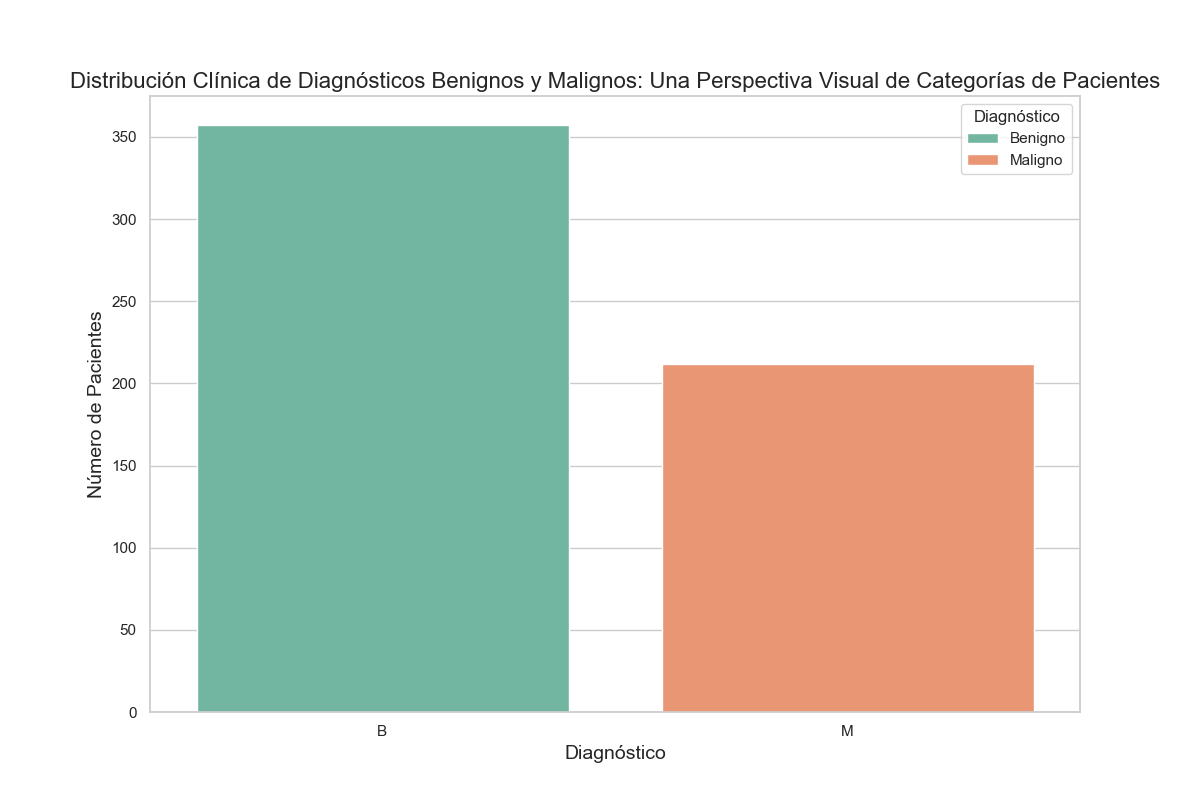 Distribución Clínica de Diagnósticos Benignos y Malignos: Una Perspectiva Visual de Categorías de Pacientes
Diagnóstico
Benigno
Maligno
Número de Pacientes
350
300
250
200
150
100
50
0
B
M
Diagnóstico